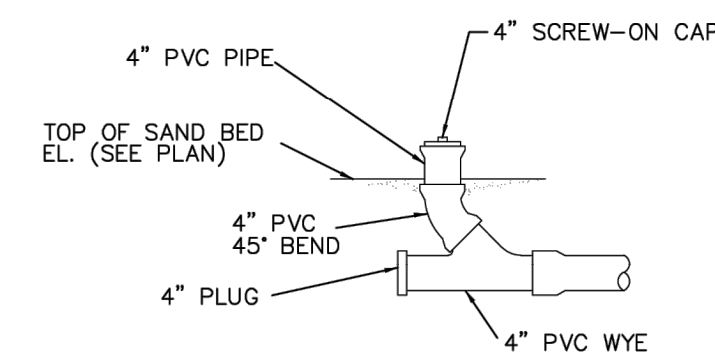 4" SCREW-ON CAP
4" PVC PIPE
TOP OF SAND BED
EL. (SEE PLAN)
4" PVC
45° BEND
4" PLUG
4" PVC WYE